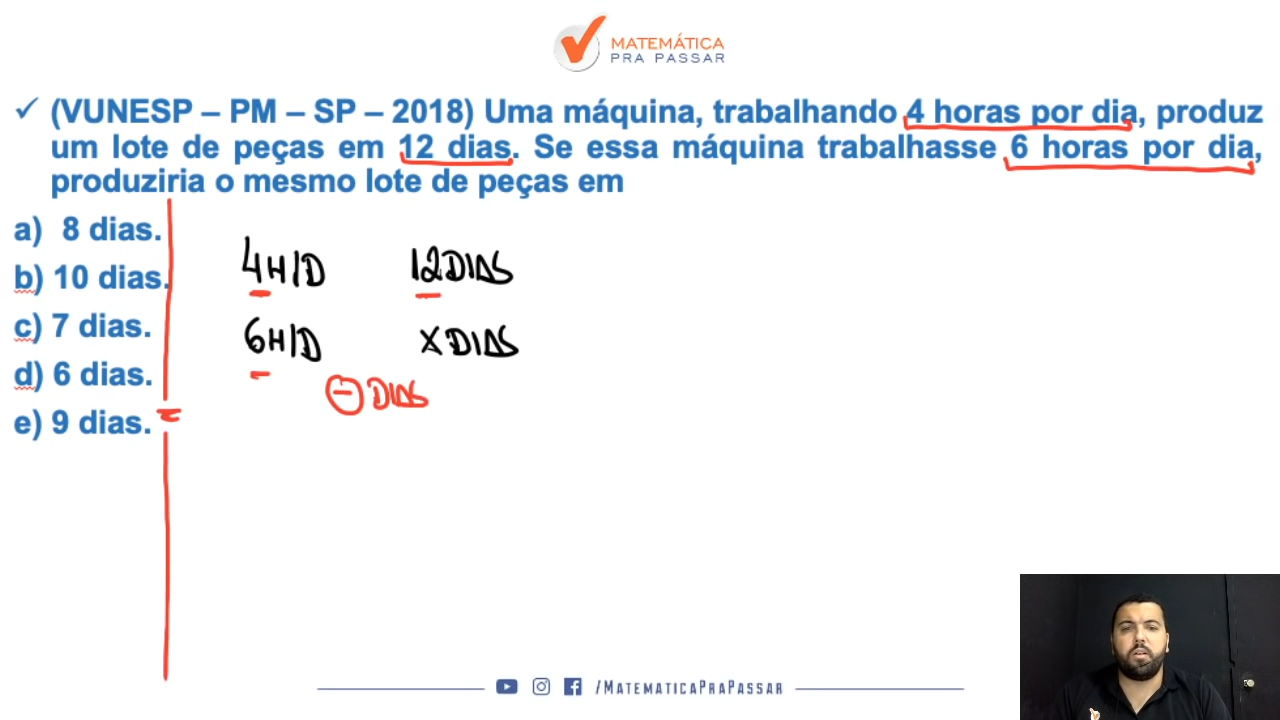 MATEMÁTICA
PRA PASSAR
✓ (VUNESP – PM – SP – 2018) Uma máquina, trabalhando 4 horas por dia, produz
um lote de peças em 12 dias. Se essa máquina trabalhasse 6 horas por dia,
produziria o mesmo lote de peças em
a) 8 dias.
b) 10 dias.
c) 7 dias.
d) 6 dias.
e) 9 dias.
4H/D 12DIAS
6H/D X DIAS
- DIAS
/MATEMATICAPRAPASSAR